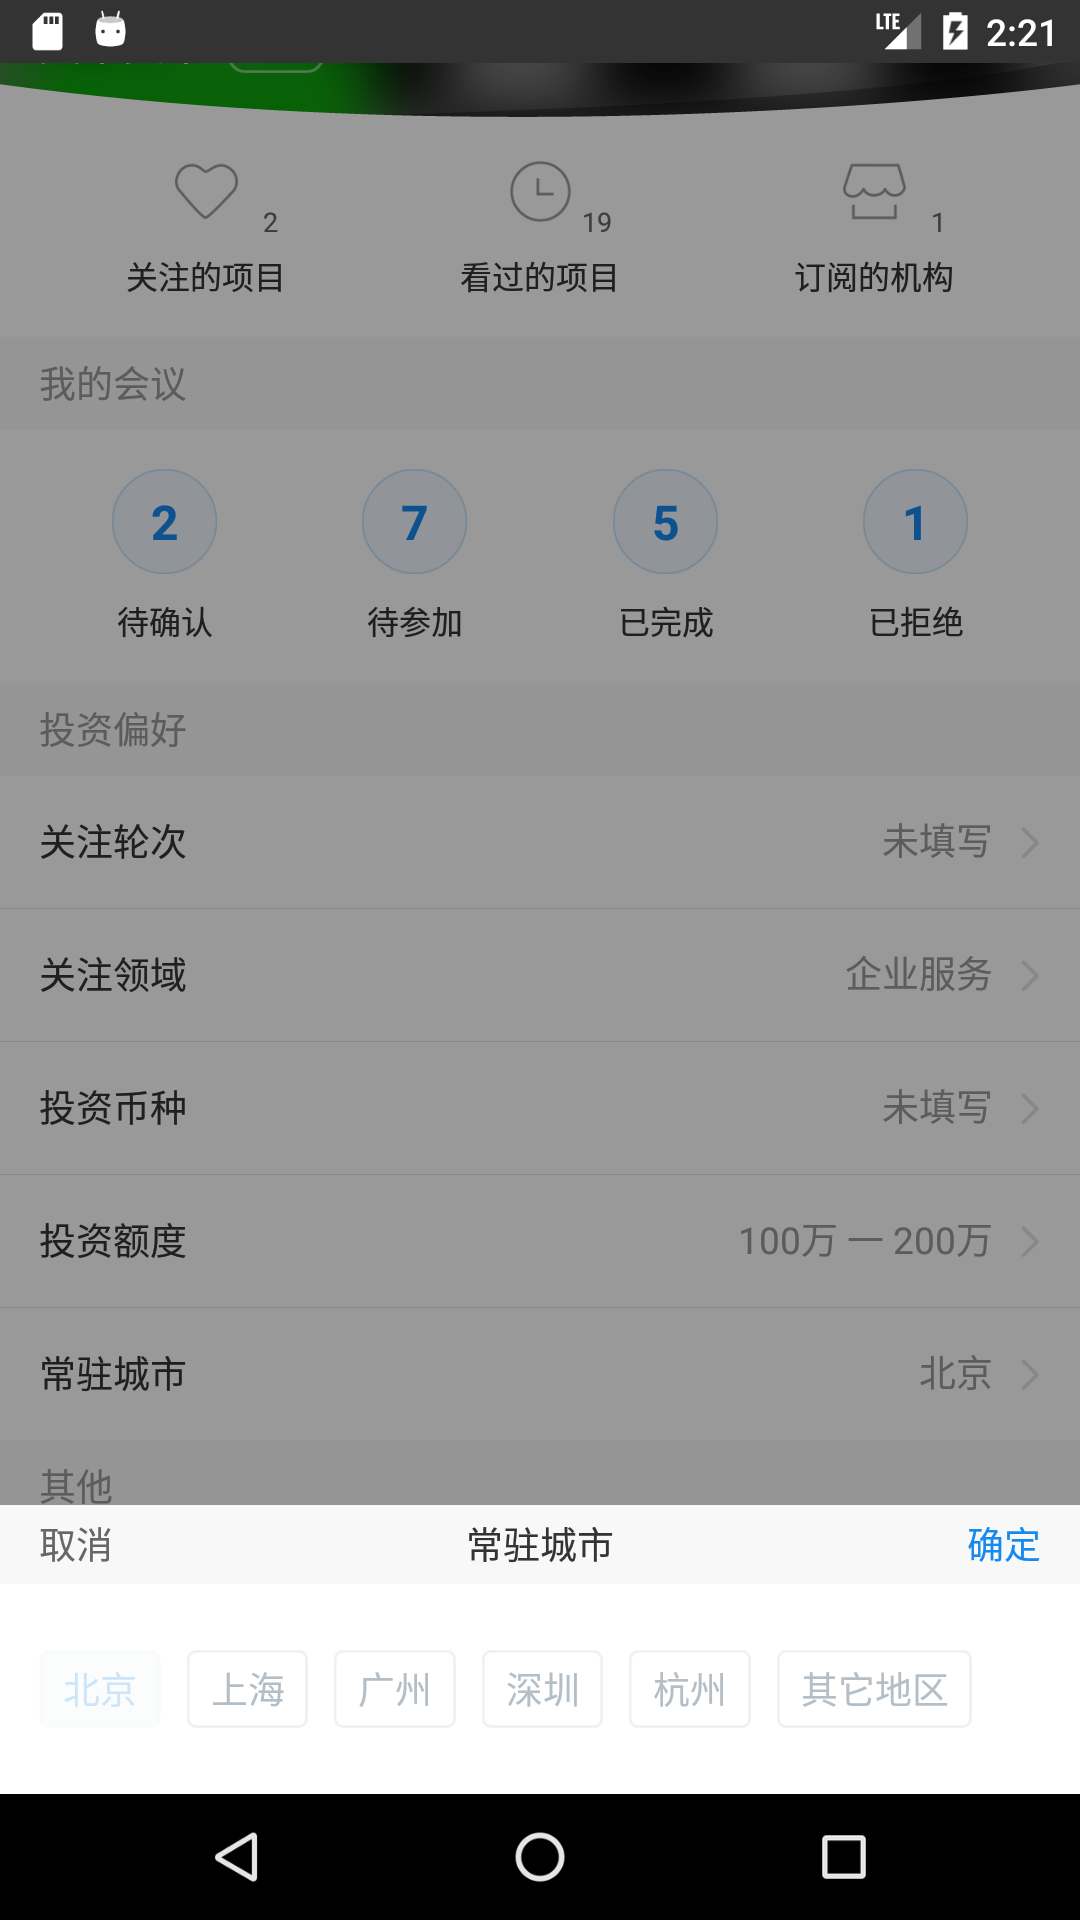 LTE 2:21
2 19 1
关注的项目 看过的项目 订阅的机构
我的会议
2 7 5 1
待确认 待参加 已完成 已拒绝
投资偏好
关注轮次 未填写
关注领域 企业服务
投资币种 未填写
投资额度 100万 一 200万
常驻城市 北京
其他
取消 常驻城市 确定
北京 上海 广州 深圳 杭州 其它地区